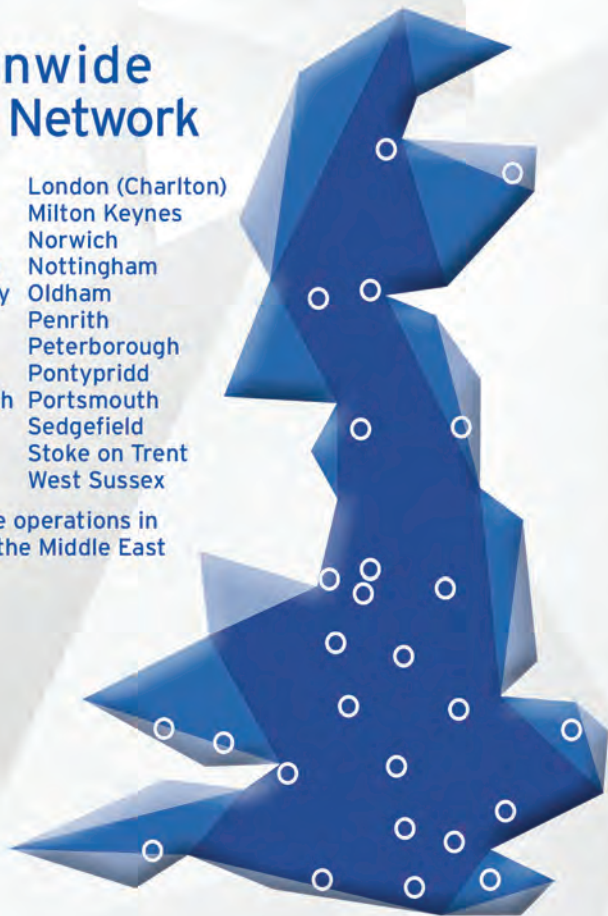 nwide
Network
London (Charlton)
Milton Keynes
Norwich
Nottingham
y Oldham
Penrith
Peterborough
Pontypridd
h Portsmouth
Sedgefield
Stoke on Trent
West Sussex
e operations in
the Middle East